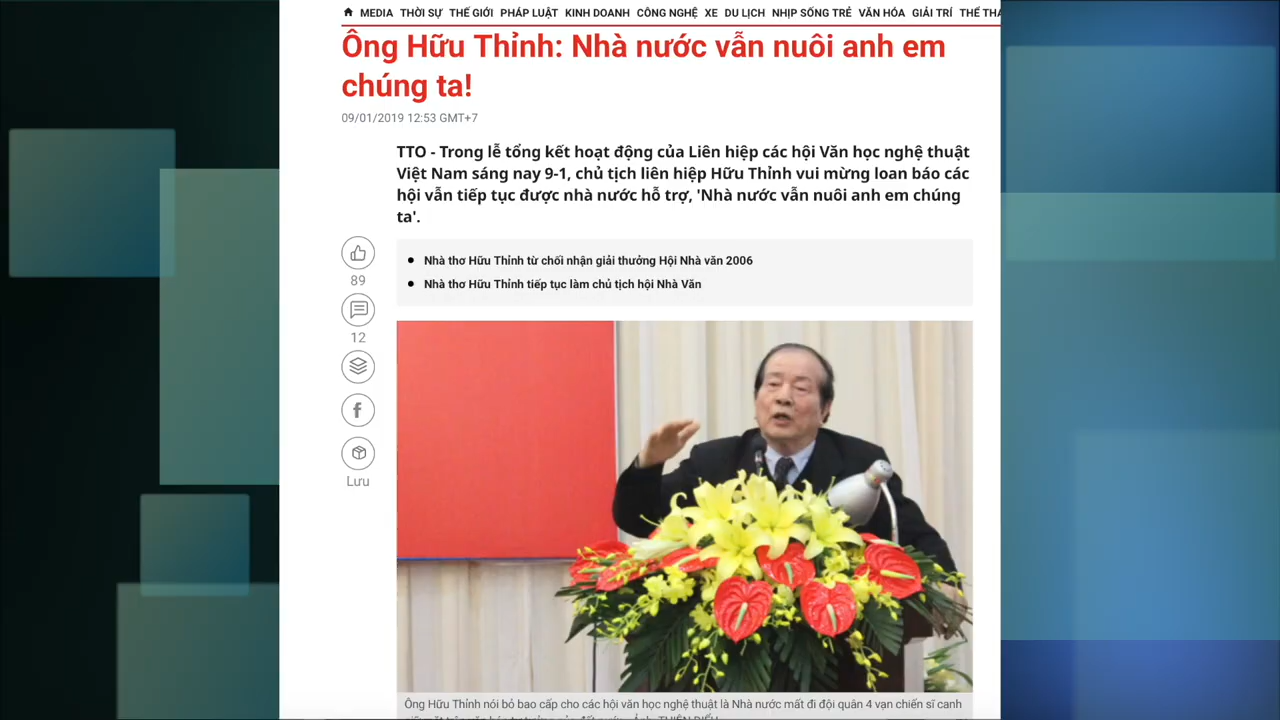 MEDIA THỜI SỰ THẾ GIỚI PHÁP LUẬT KINH DOANH CÔNG NGHỆ XE DU LỊCH NHỊP SỐNG TRẺ VĂN HÓA GIẢI TRÍ THỂ THA
Ông Hữu Thỉnh: Nhà nước vẫn nuôi anh em
chúng ta!
09/01/2019 12:53 GMT+7
TTO - Trong lễ tổng kết hoạt động của Liên hiệp các hội Văn học nghệ thuật
Việt Nam sáng nay 9-1, chủ tịch liên hiệp Hữu Thỉnh vui mừng loan báo các
hội vẫn tiếp tục được nhà nước hỗ trợ, 'Nhà nước vẫn nuôi anh em chúng
ta'.
Nhà thơ Hữu Thỉnh từ chối nhận giải thưởng Hội Nhà văn 2006
Nhà thơ Hữu Thỉnh tiếp tục làm chủ tịch hội Nhà Văn
89
12
Lưu
Ông Hữu Thỉnh nói bỏ bao cấp cho các hội văn học nghệ thuật là Nhà nước mất đi đội quân 4 vạn chiến sĩ canh